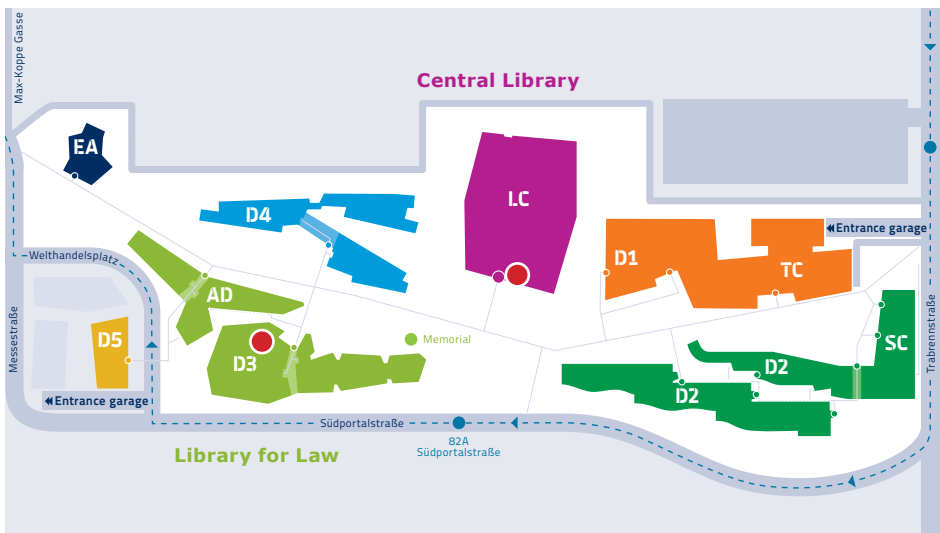 Max-Koppe Gasse
Central Library
EA
LC
D4
Entrance garage
D1
TC
Welthandelsplatz
AD
Messestraße
D5
D3
Memorial
SC
Trabrenstraße
D2
D2
Entrance garage
Südportalstraße
82A
Südportalstraße
Library for Law